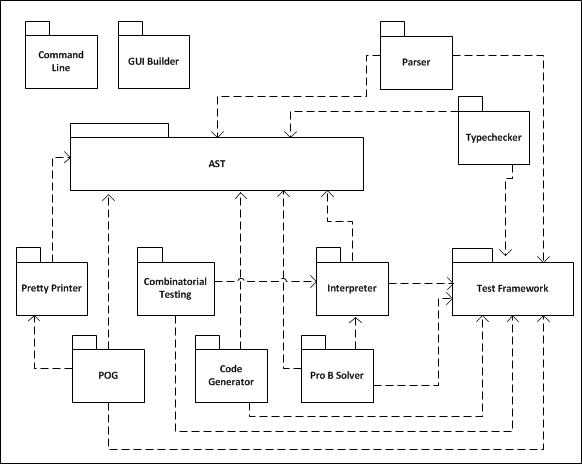 Command
Line
GUI Builder
Parser
Typechecker
AST
Pretty Printer
Combinatorial
Testing
Interpreter
Test Framework
POG
Code
Generator
Pro B Solver